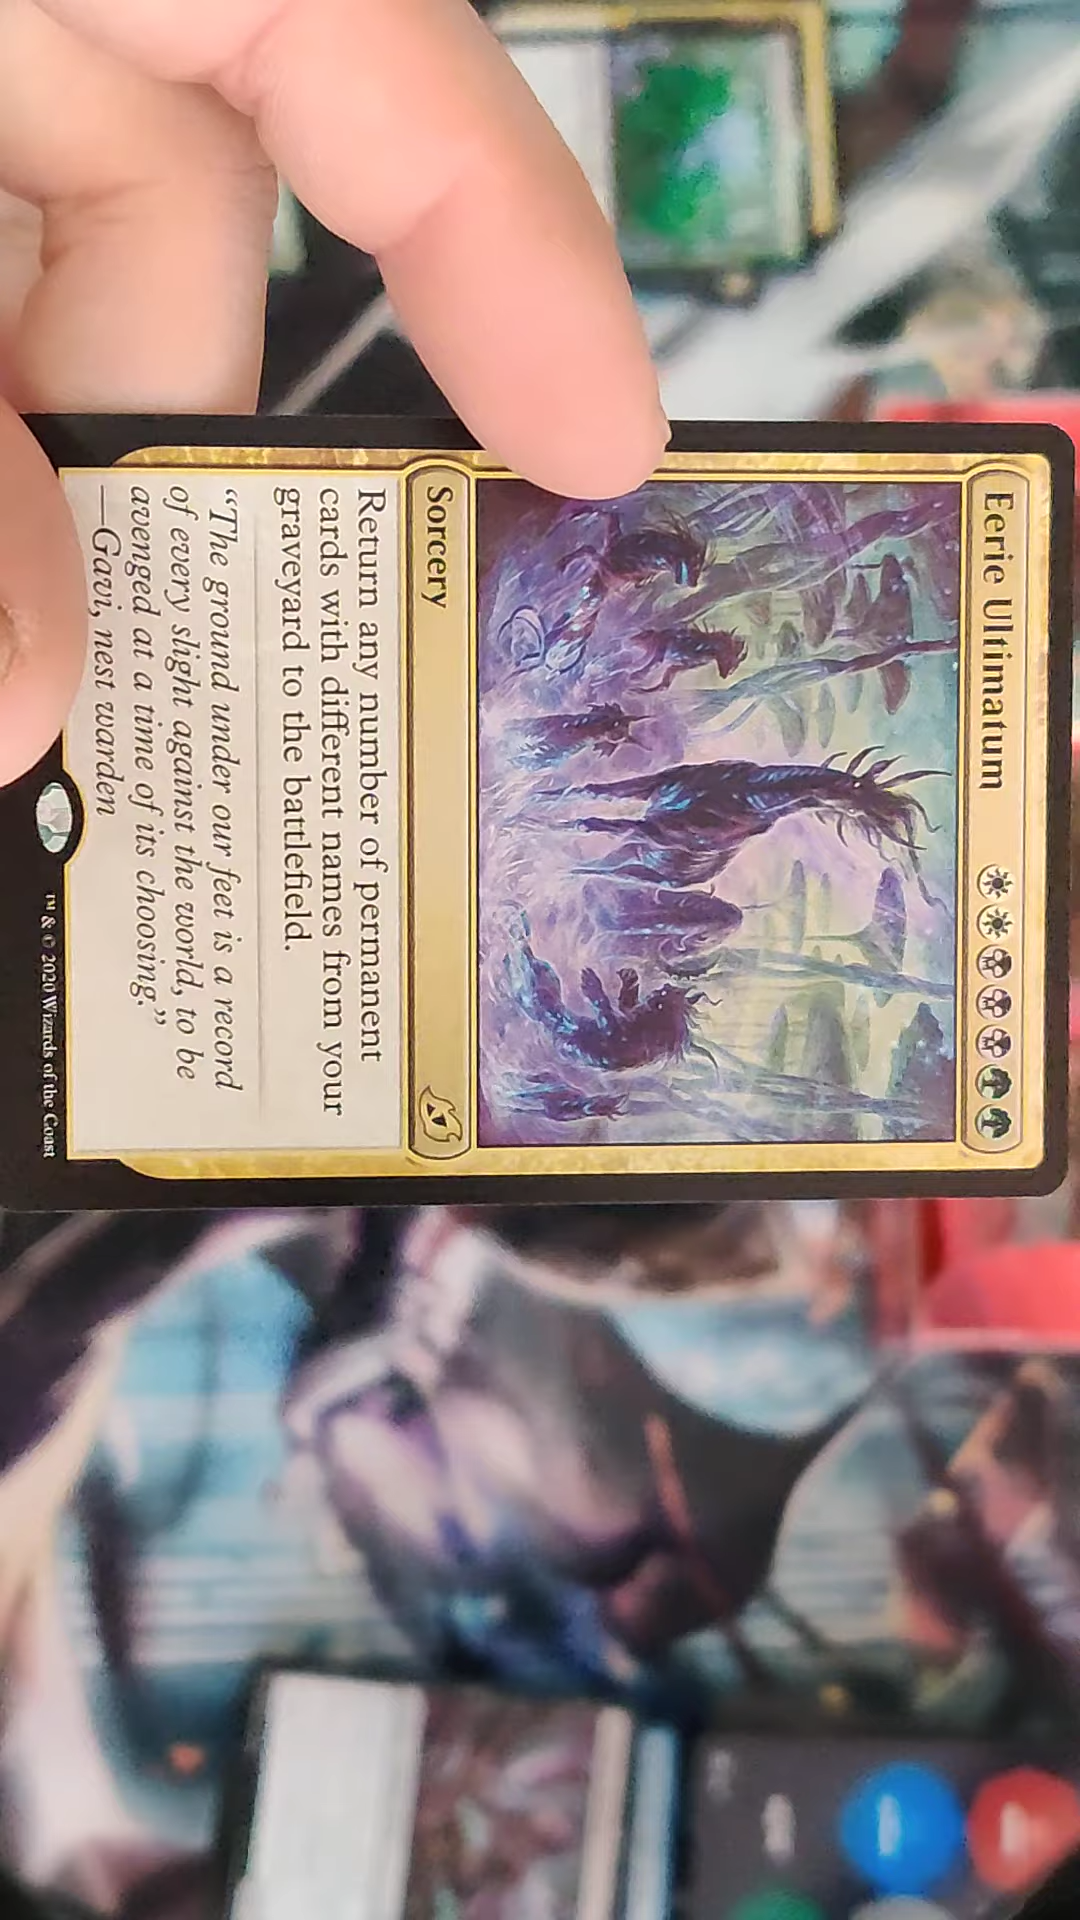 Eerie Ultimatum
Sorcery
Return any number of permanent
cards with different names from your
graveyard to the battlefield.
“The ground under our feet is a record
of every slight against the world, to be
avenged at a time of its choosing.”
—Gavi, nest warden
™ & © 2020 Wizards of the Coast